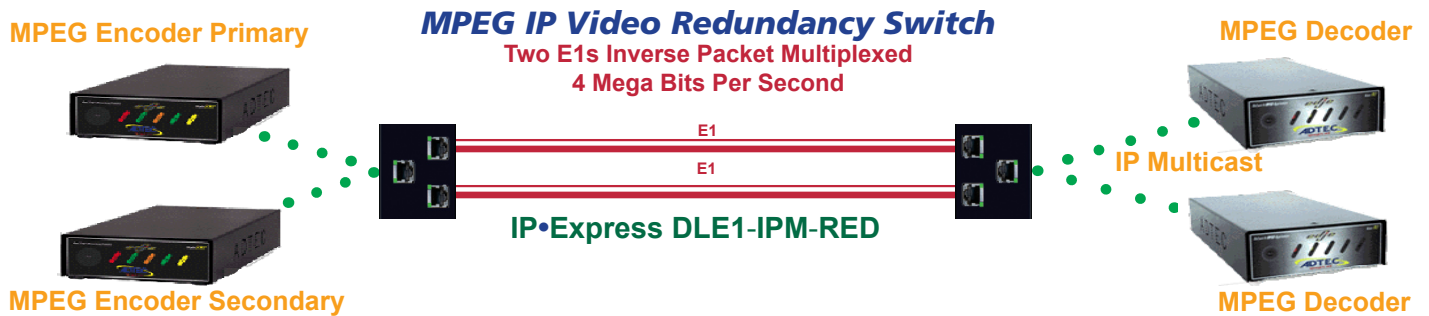 MPEG IP Video Redundancy Switch
Two E1s Inverse Packet Multiplexed
4 Mega Bits Per Second
MPEG Encoder Primary
MPEG Decoder
ADTEC
ADTEC
E1
E1
IP Multicast
IP•Express DLE1-IPM-RED
ADTEC
ADTEC
MPEG Encoder Secondary
MPEG Decoder